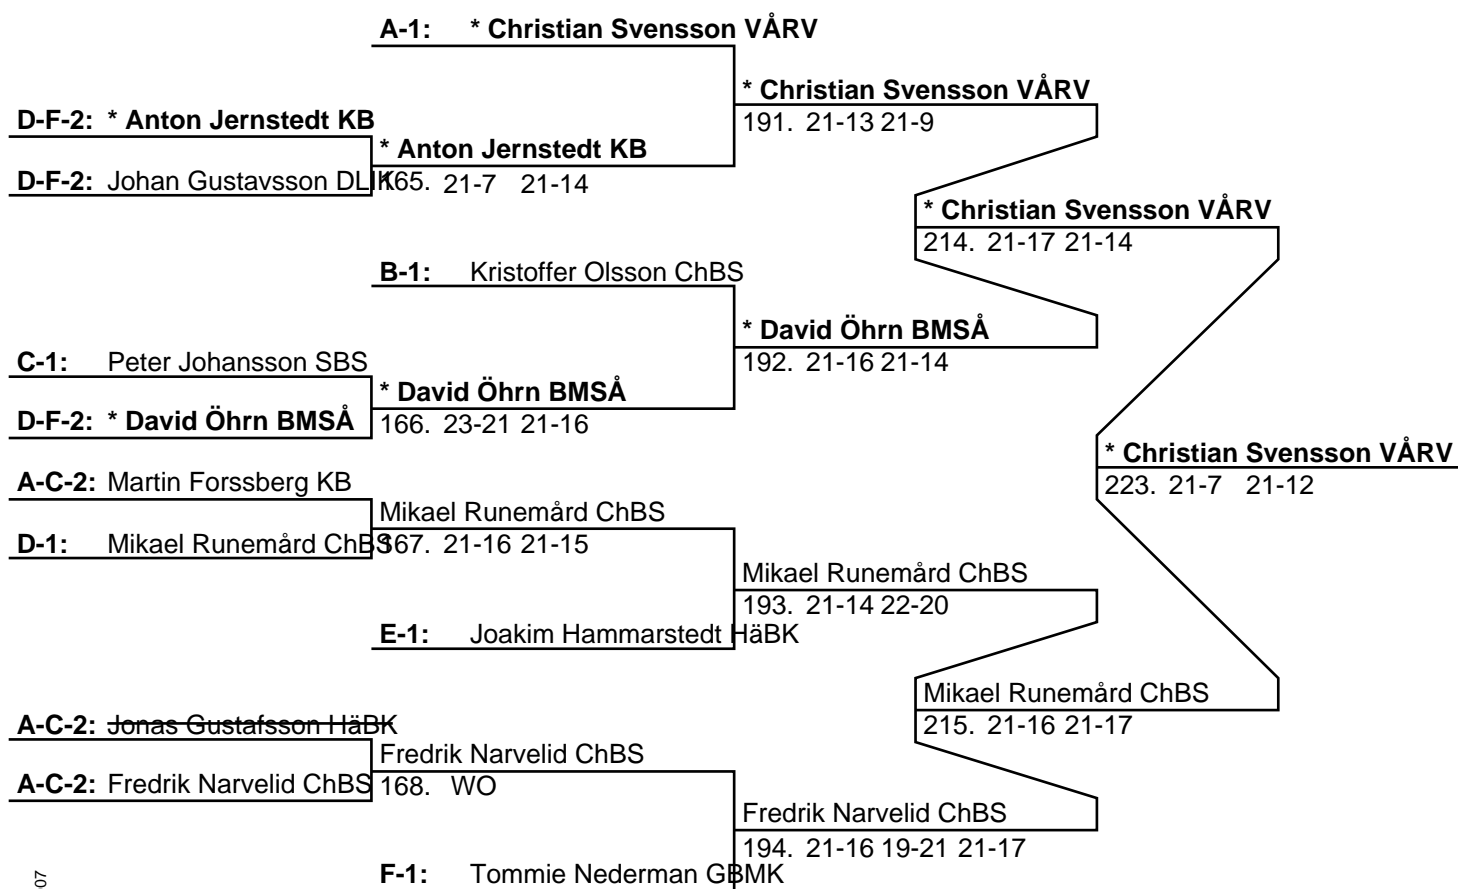 A-1: * Christian Svensson VÅRV
* Christian Svensson VÅRV
D-F-2: * Anton Jernstedt KB
191. 21-13 21-9
* Anton Jernstedt KB
D-F-2: Johan Gustavsson DLIK
165. 21-7 21-14
* Christian Svensson VÅRV
214. 21-17 21-14
B-1: Kristoffer Olsson ChBS
* David Öhrn BMSÅ
C-1: Peter Johansson SBS
192. 21-16 21-14
* David Öhrn BMSÅ
D-F-2: * David Öhrn BMSÅ
166. 23-21 21-16
* Christian Svensson VÅRV
A-C-2: Martin Forssberg KB
223. 21-7 21-12
Mikael Runemård ChBS
D-1: Mikael Runemård ChBS
167. 21-16 21-15
Mikael Runemård ChBS
193. 21-14 22-20
E-1: Joakim Hammarstedt HäBK
Mikael Runemård ChBS
A-C-2: Jonas Gustafsson HäBK
215. 21-16 21-17
Fredrik Narvelid ChBS
A-C-2: Fredrik Narvelid ChBS
168. WO
Fredrik Narvelid ChBS
194. 21-16 19-21 21-17
F-1: Tommie Nederman GBMK
07